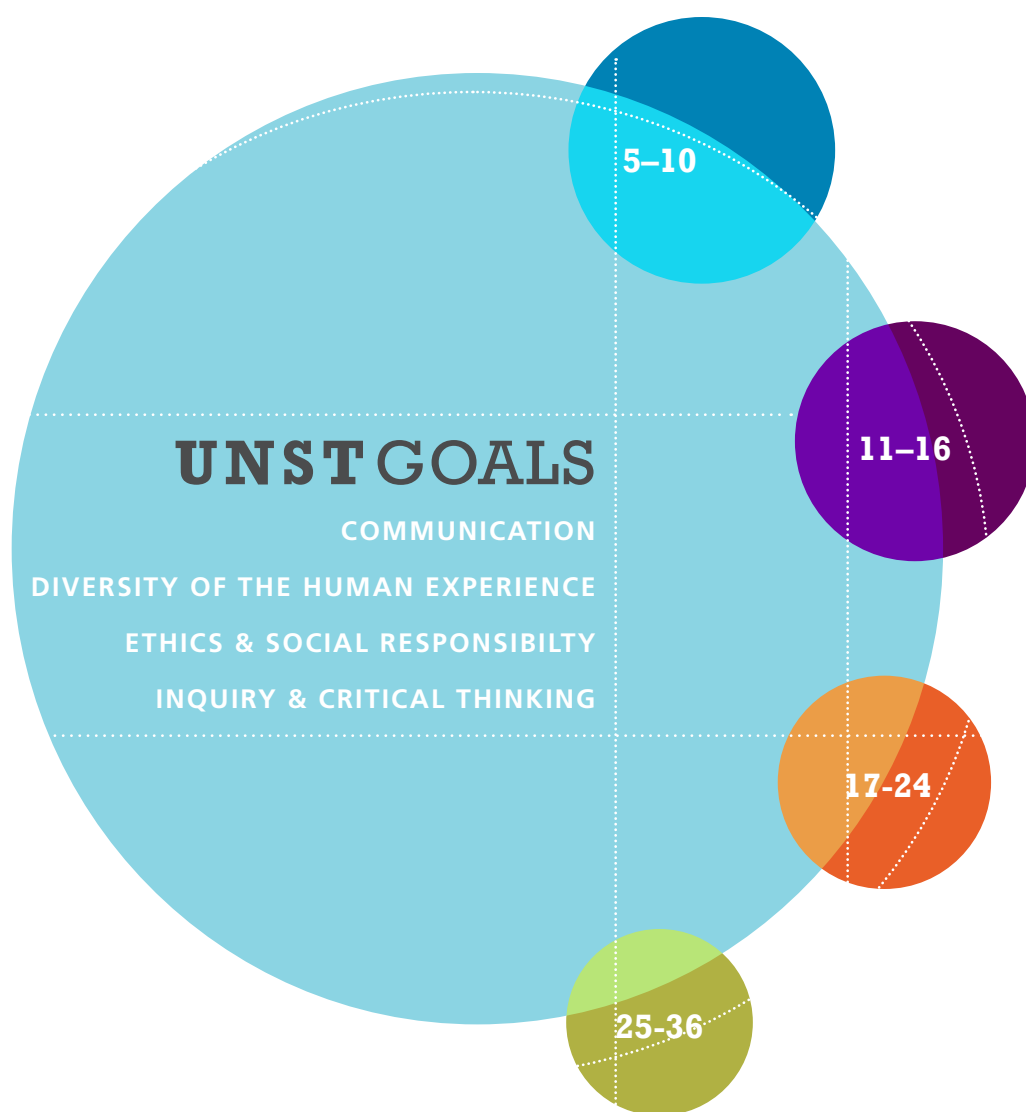 5–10
11–16
UNST GOALS
COMMUNICATION
DIVERSITY OF THE HUMAN EXPERIENCE
ETHICS & SOCIAL RESPONSIBILTY
INQUIRY & CRITICAL THINKING
17-24
25-36